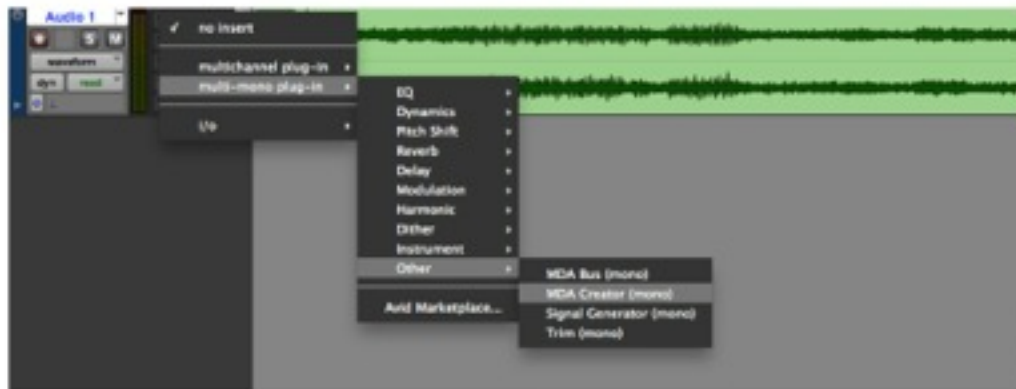 Audio 1
S M
waveform
dyn read
no insert
multichannel plug-in
multi-mono plug-in
i/o
EQ
Dynamics
Pitch Shift
Reverb
Delay
Modulation
Harmonic
Dither
Instrument
Other
Avid Marketplace...
MDA Bus (mono)
MDA Creator (mono)
Signal Generator (mono)
Trim (mono)